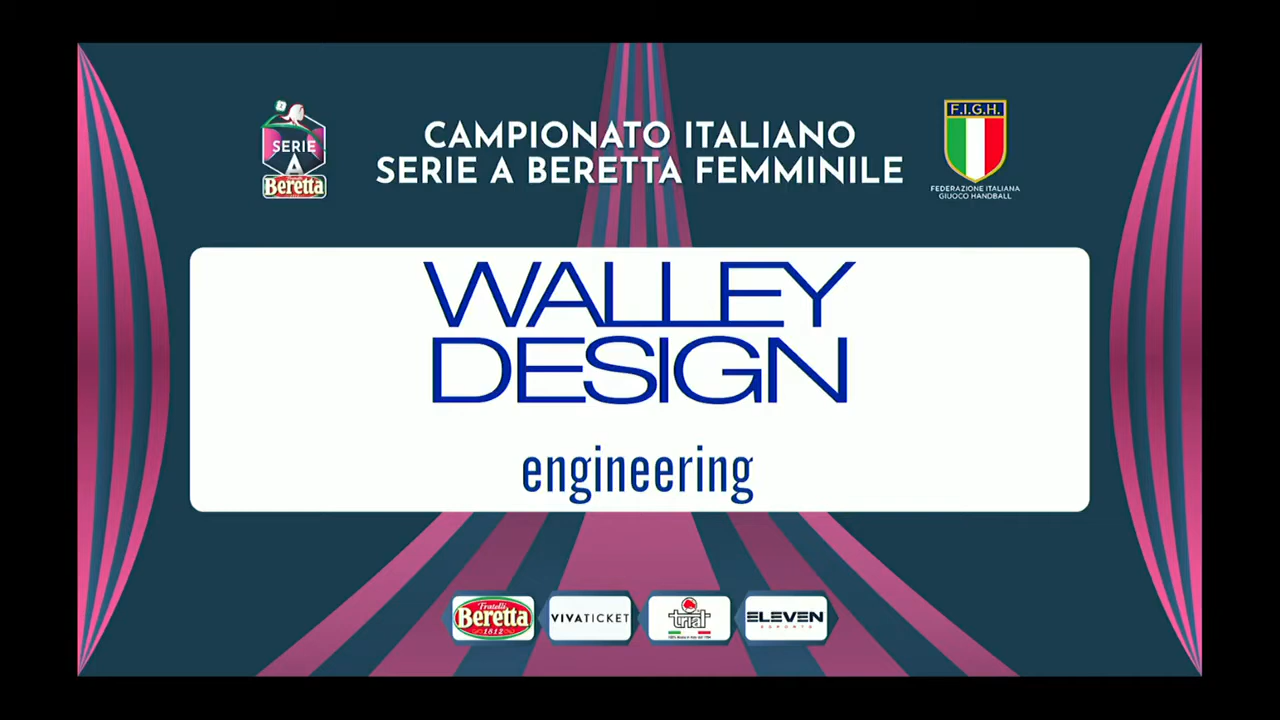 CAMPIONATO ITALIANO
SERIE A BERETTA FEMMINILE
SERIE
A
Beretta
F.I.G.H.
FEDERAZIONE ITALIANA
GIUOCO HANDBALL
WALLEY
DESIGN
engineering
Fratelli
Beretta
1812
VIVATICKET
trial
ELEVEN
SPORTS